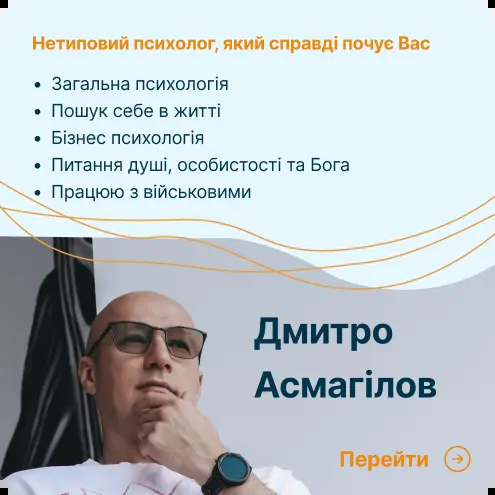 Нетиповий психолог, який справді почує Вас
• Загальна психологія
• Пошук себе в житті
• Бізнес психологія
• Питання душі, особистості та Бога
• Працюю з військовими
Дмитро
Асмагілов
Перейти